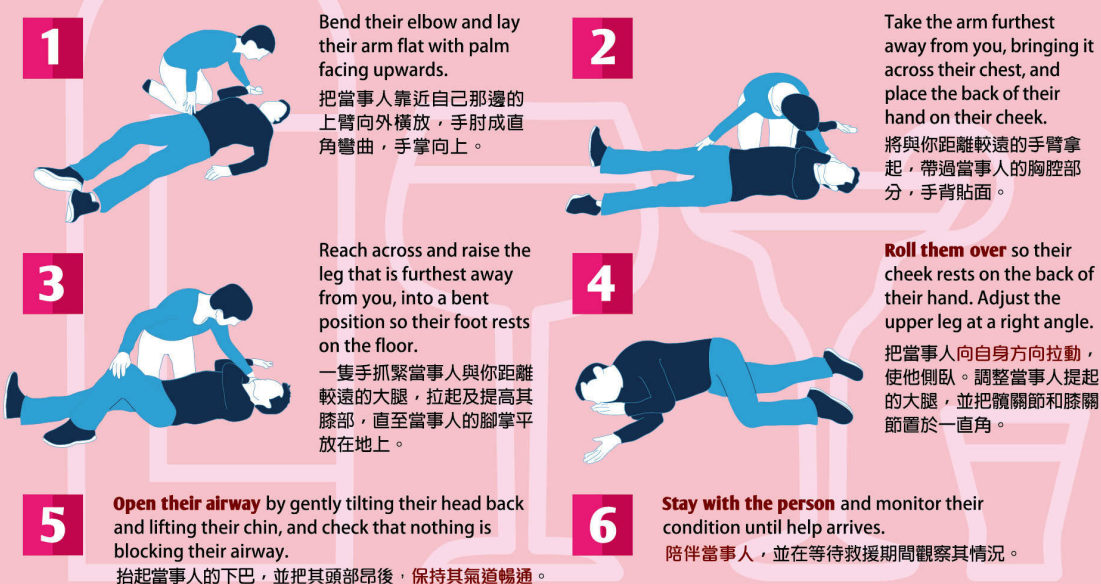 1
Bend their elbow and lay
their arm flat with palm
facing upwards.
把當事人靠近自己那邊的
上臂向外橫放，手肘成直
角彎曲，手掌向上。
2
Take the arm furthest
away from you, bringing it
across their chest, and
place the back of their
hand on their cheek.
將與你距離較遠的手臂拿
起，帶過當事人的胸腔部
分，手背貼面。
3
Reach across and raise the
leg that is furthest away
from you, into a bent
position so their foot rests
on the floor.
一隻手抓緊當事人與你距離
較遠的大腿，拉起及提高其
膝部，直至當事人的腳掌平
放在地上。
4
Roll them over so their
cheek rests on the back of
their hand. Adjust the
upper leg at a right angle.
把當事人向自身方向拉動，
使他側臥。調整當事人提起
的大腿，並把髖關節和膝關
節置於一直角。
5
Open their airway by gently tilting their head back
and lifting their chin, and check that nothing is
blocking their airway.
抬起當事人的下巴，並把其頭部昂後，保持其氣道暢通。
6
Stay with the person and monitor their
condition until help arrives.
陪伴當事人，並在等待救援期間觀察其情況。